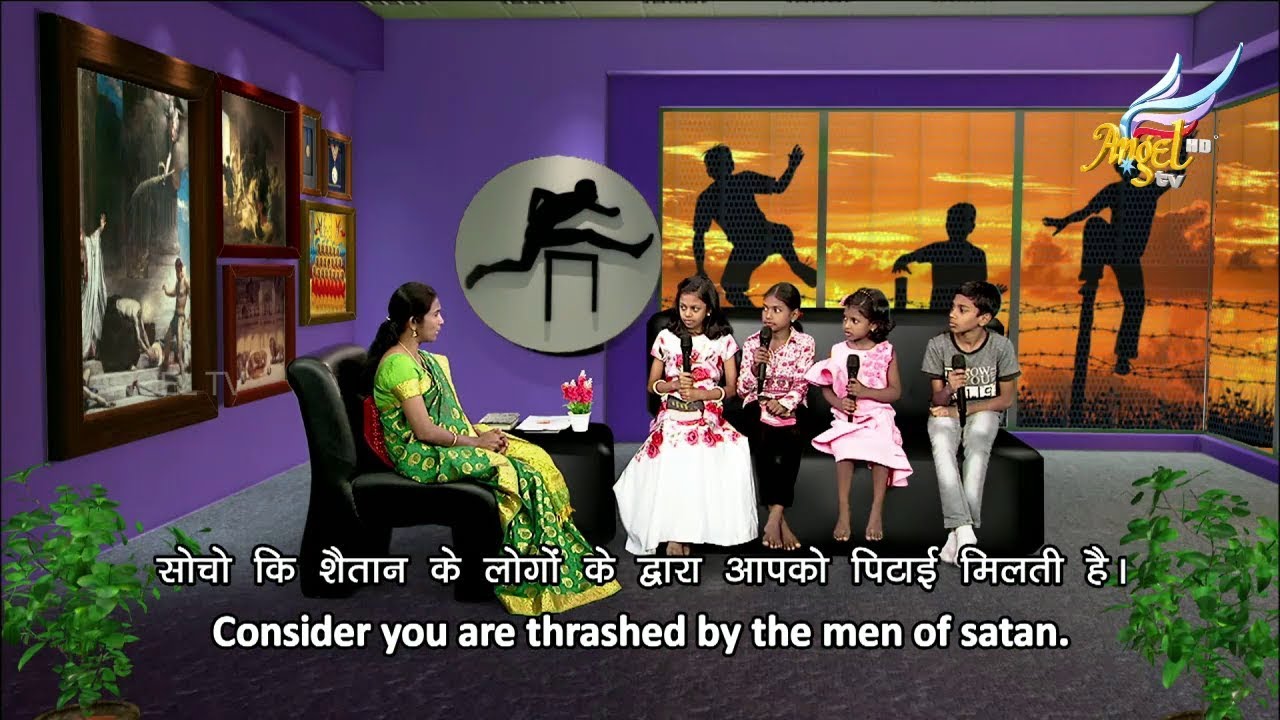 Angel HD
tv
सोचो कि शैतान के लोगों के द्वारा आपको पिटाई मिलती है।
Consider you are thrashed by the men of satan.